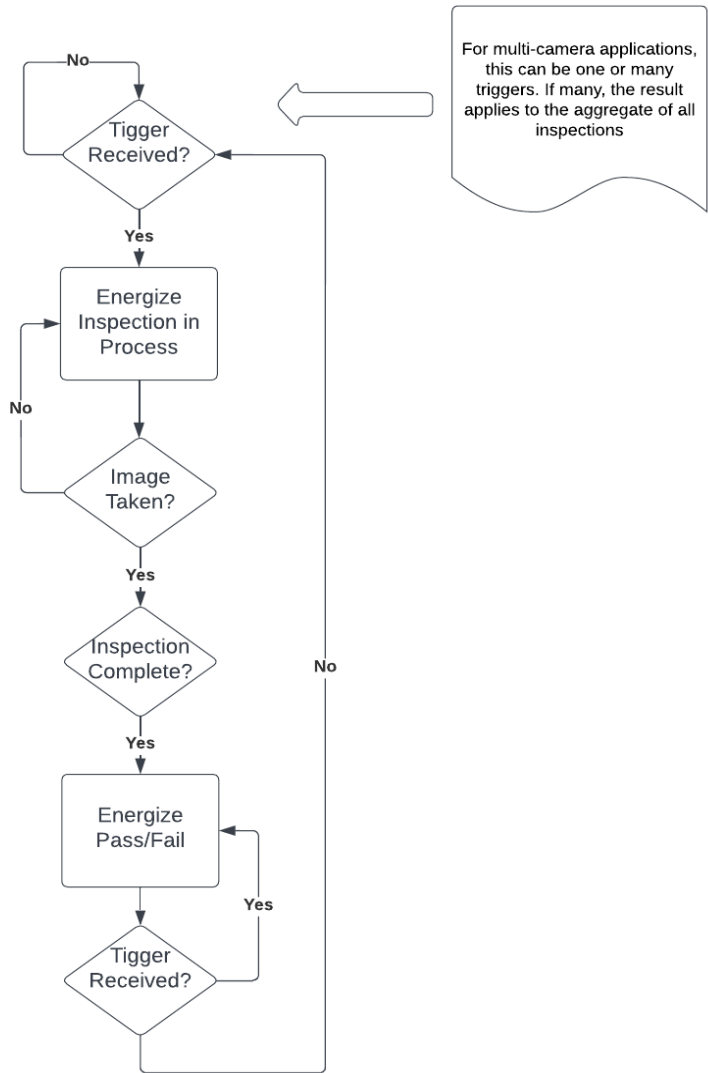 No
For multi-camera applications,
this can be one or many
triggers. If many, the result
applies to the aggregate of all
inspections
Tigger
Received?
Yes
Energize
Inspection in
Process
No
Image
Taken?
Yes
Inspection
Complete?
No
Yes
Energize
Pass/Fail
Yes
Tigger
Received?